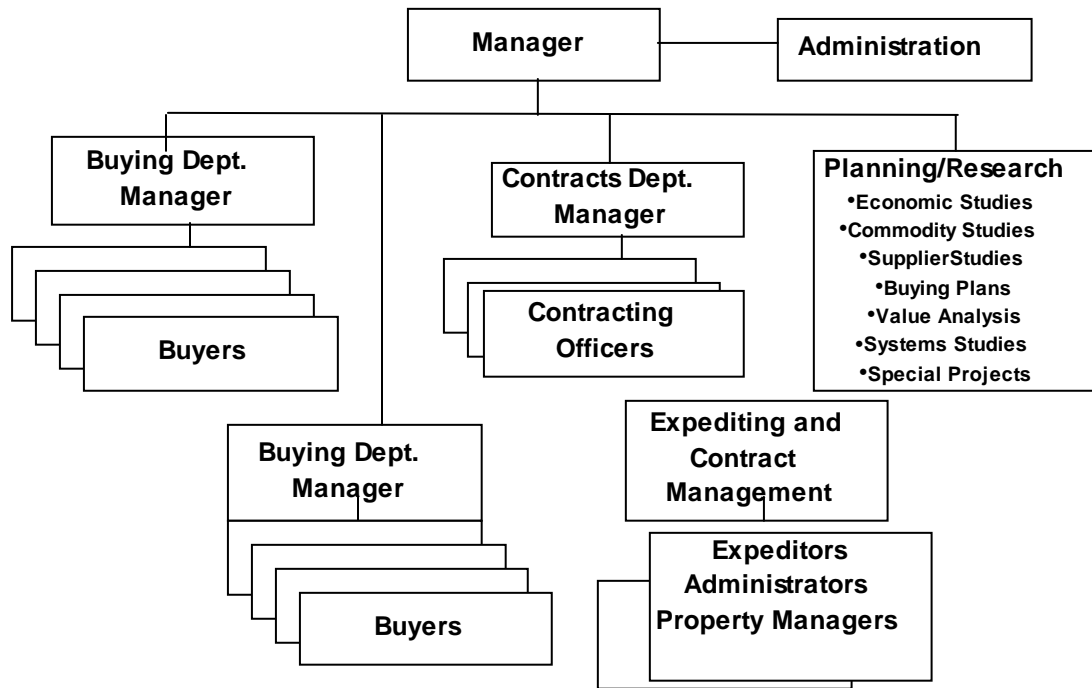 Manager
Administration
Buying Dept.
Manager
Buyers
Contracts Dept.
Manager
Contracting
Officers
Planning/Research
•Economic Studies
•Commodity Studies
•SupplierStudies
•Buying Plans
•Value Analysis
•Systems Studies
•Special Projects
Buying Dept.
Manager
Buyers
Expediting and
Contract
Management
Expeditors
Administrators
Property Managers